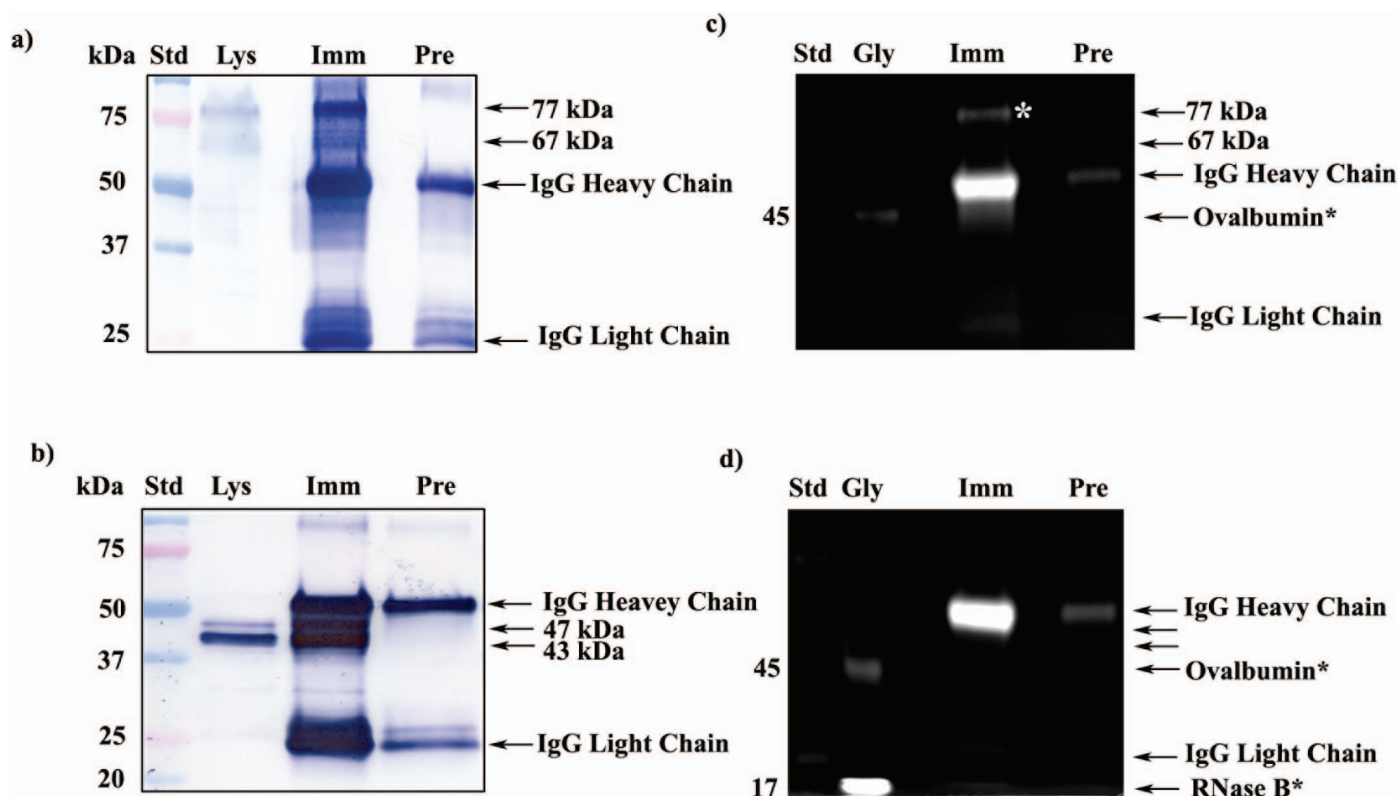 a)
kDa Std Lys Imm Pre
75
50
37
25
77 kDa
67 kDa
IgG Heavy Chain
IgG Light Chain
c)
Std Gly Imm Pre
45
*
77 kDa
67 kDa
IgG Heavy Chain
Ovalbumin*
IgG Light Chain
b)
kDa Std Lys Imm Pre
75
50
37
25
20
IgG Heavey Chain
47 kDa
43 kDa
IgG Light Chain
d)
Std Gly Imm Pre
45
17
IgG Heavy Chain
Ovalbumin*
IgG Light Chain
RNase B*